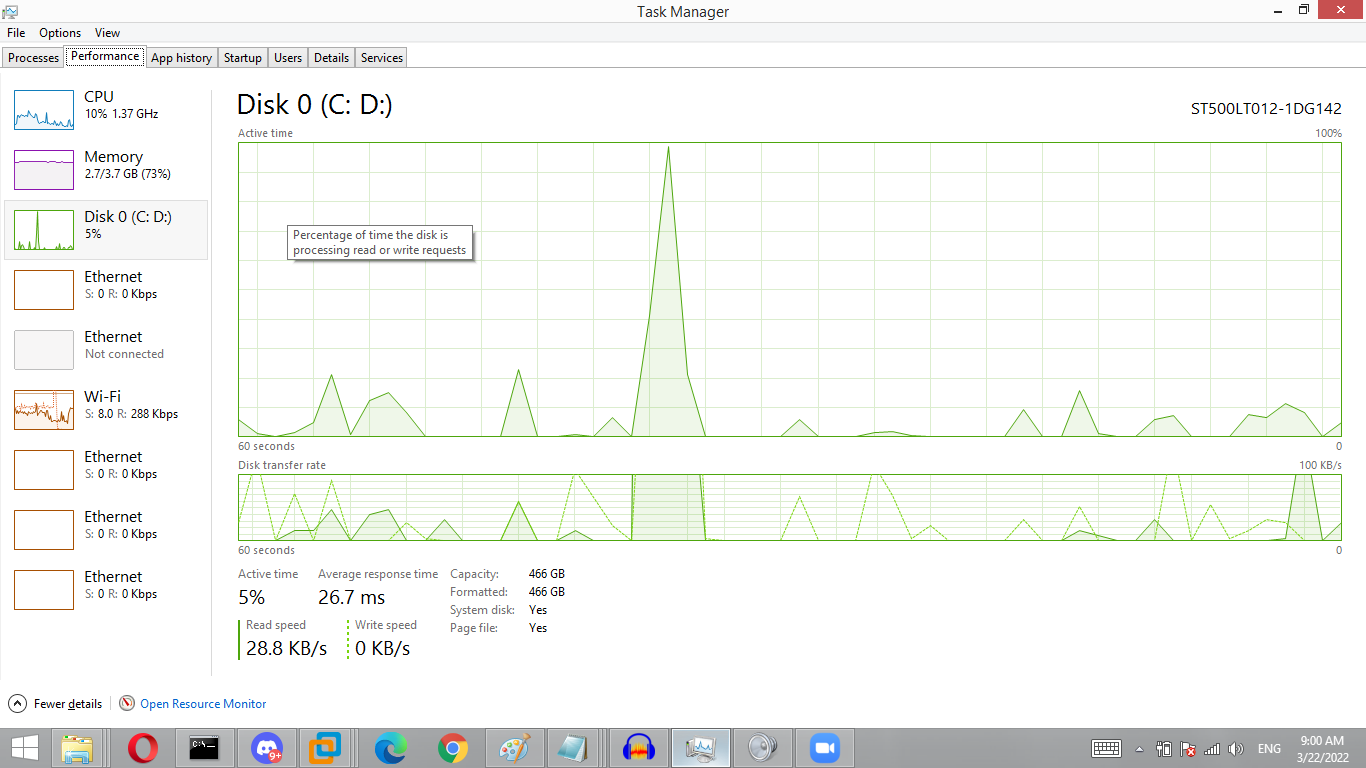 Task Manager
File Options View
Processes Performance App history Startup Users Details Services
CPU
10% 1.37 GHz
Memory
2.7/3.7 GB (73%)
Disk 0 (C: D:)
5%
Ethernet
S: 0 R: 0 Kbps
Ethernet
Not connected
Wi-Fi
S: 8.0 R: 288 Kbps
Ethernet
S: 0 R: 0 Kbps
Ethernet
S: 0 R: 0 Kbps
Ethernet
S: 0 R: 0 Kbps
Disk 0 (C: D:) ST500LT012-1DG142
Active time 100%
Percentage of time the disk is
processing read or write requests
60 seconds 0
Disk transfer rate 100 KB/s
60 seconds 0
Active time Average response time
5% 26.7 ms
Read speed Write speed
28.8 KB/s 0 KB/s
Capacity: 466 GB
Formatted: 466 GB
System disk: Yes
Page file: Yes
Fewer details Open Resource Monitor
C:\_
9+
ENG
9:00 AM
3/22/2022